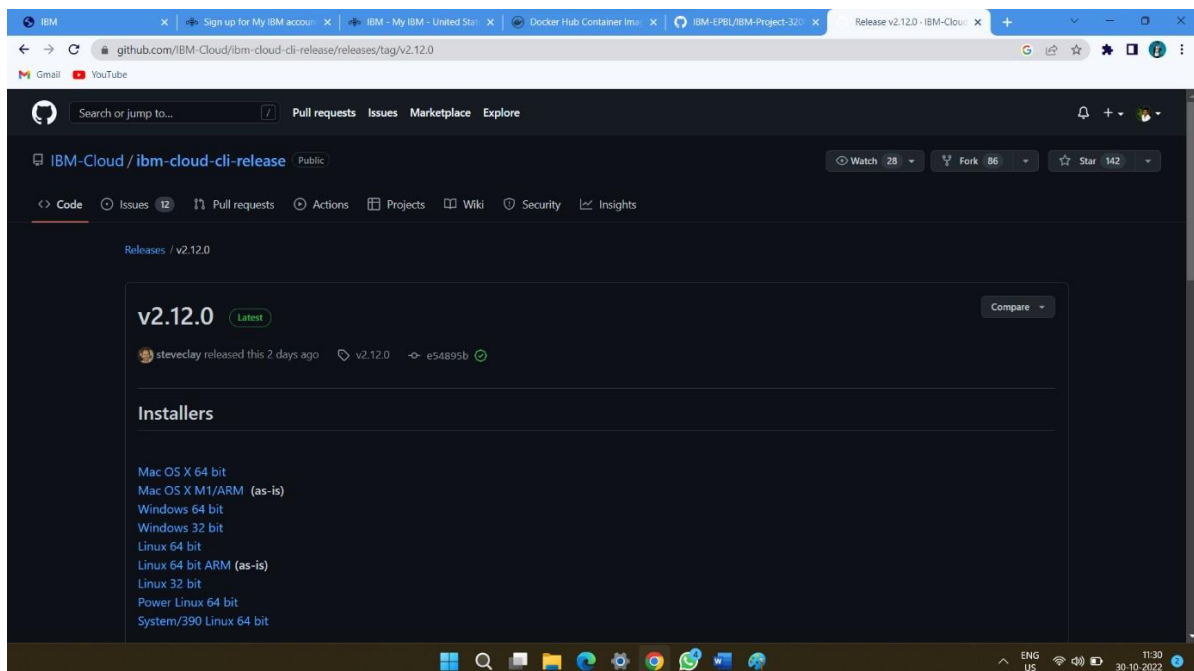 IBM
Sign up for My IBM accoun
IBM - My IBM - United Stat
Docker Hub Container Imag
IBM-EPBL/IBM-Project-320
Release v2.12.0 · IBM-Cloud
github.com/IBM-Cloud/ibm-cloud-cli-release/releases/tag/v2.12.0
Gmail YouTube
Search or jump to... / Pull requests Issues Marketplace Explore
IBM-Cloud / ibm-cloud-cli-release Public Watch 28 Fork 86 Star 142
Code Issues 12 Pull requests Actions Projects Wiki Security Insights
Releases / v2.12.0
v2.12.0 Latest Compare
steveclay released this 2 days ago v2.12.0 e54895b
Installers
Mac OS X 64 bit
Mac OS X M1/ARM (as-is)
Windows 64 bit
Windows 32 bit
Linux 64 bit
Linux 64 bit ARM (as-is)
Linux 32 bit
Power Linux 64 bit
System/390 Linux 64 bit
ENG 11:30
US 30-10-2022